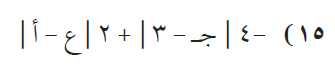 ١٥) –٤|جـ – ٣| + ٢|ع – أ|